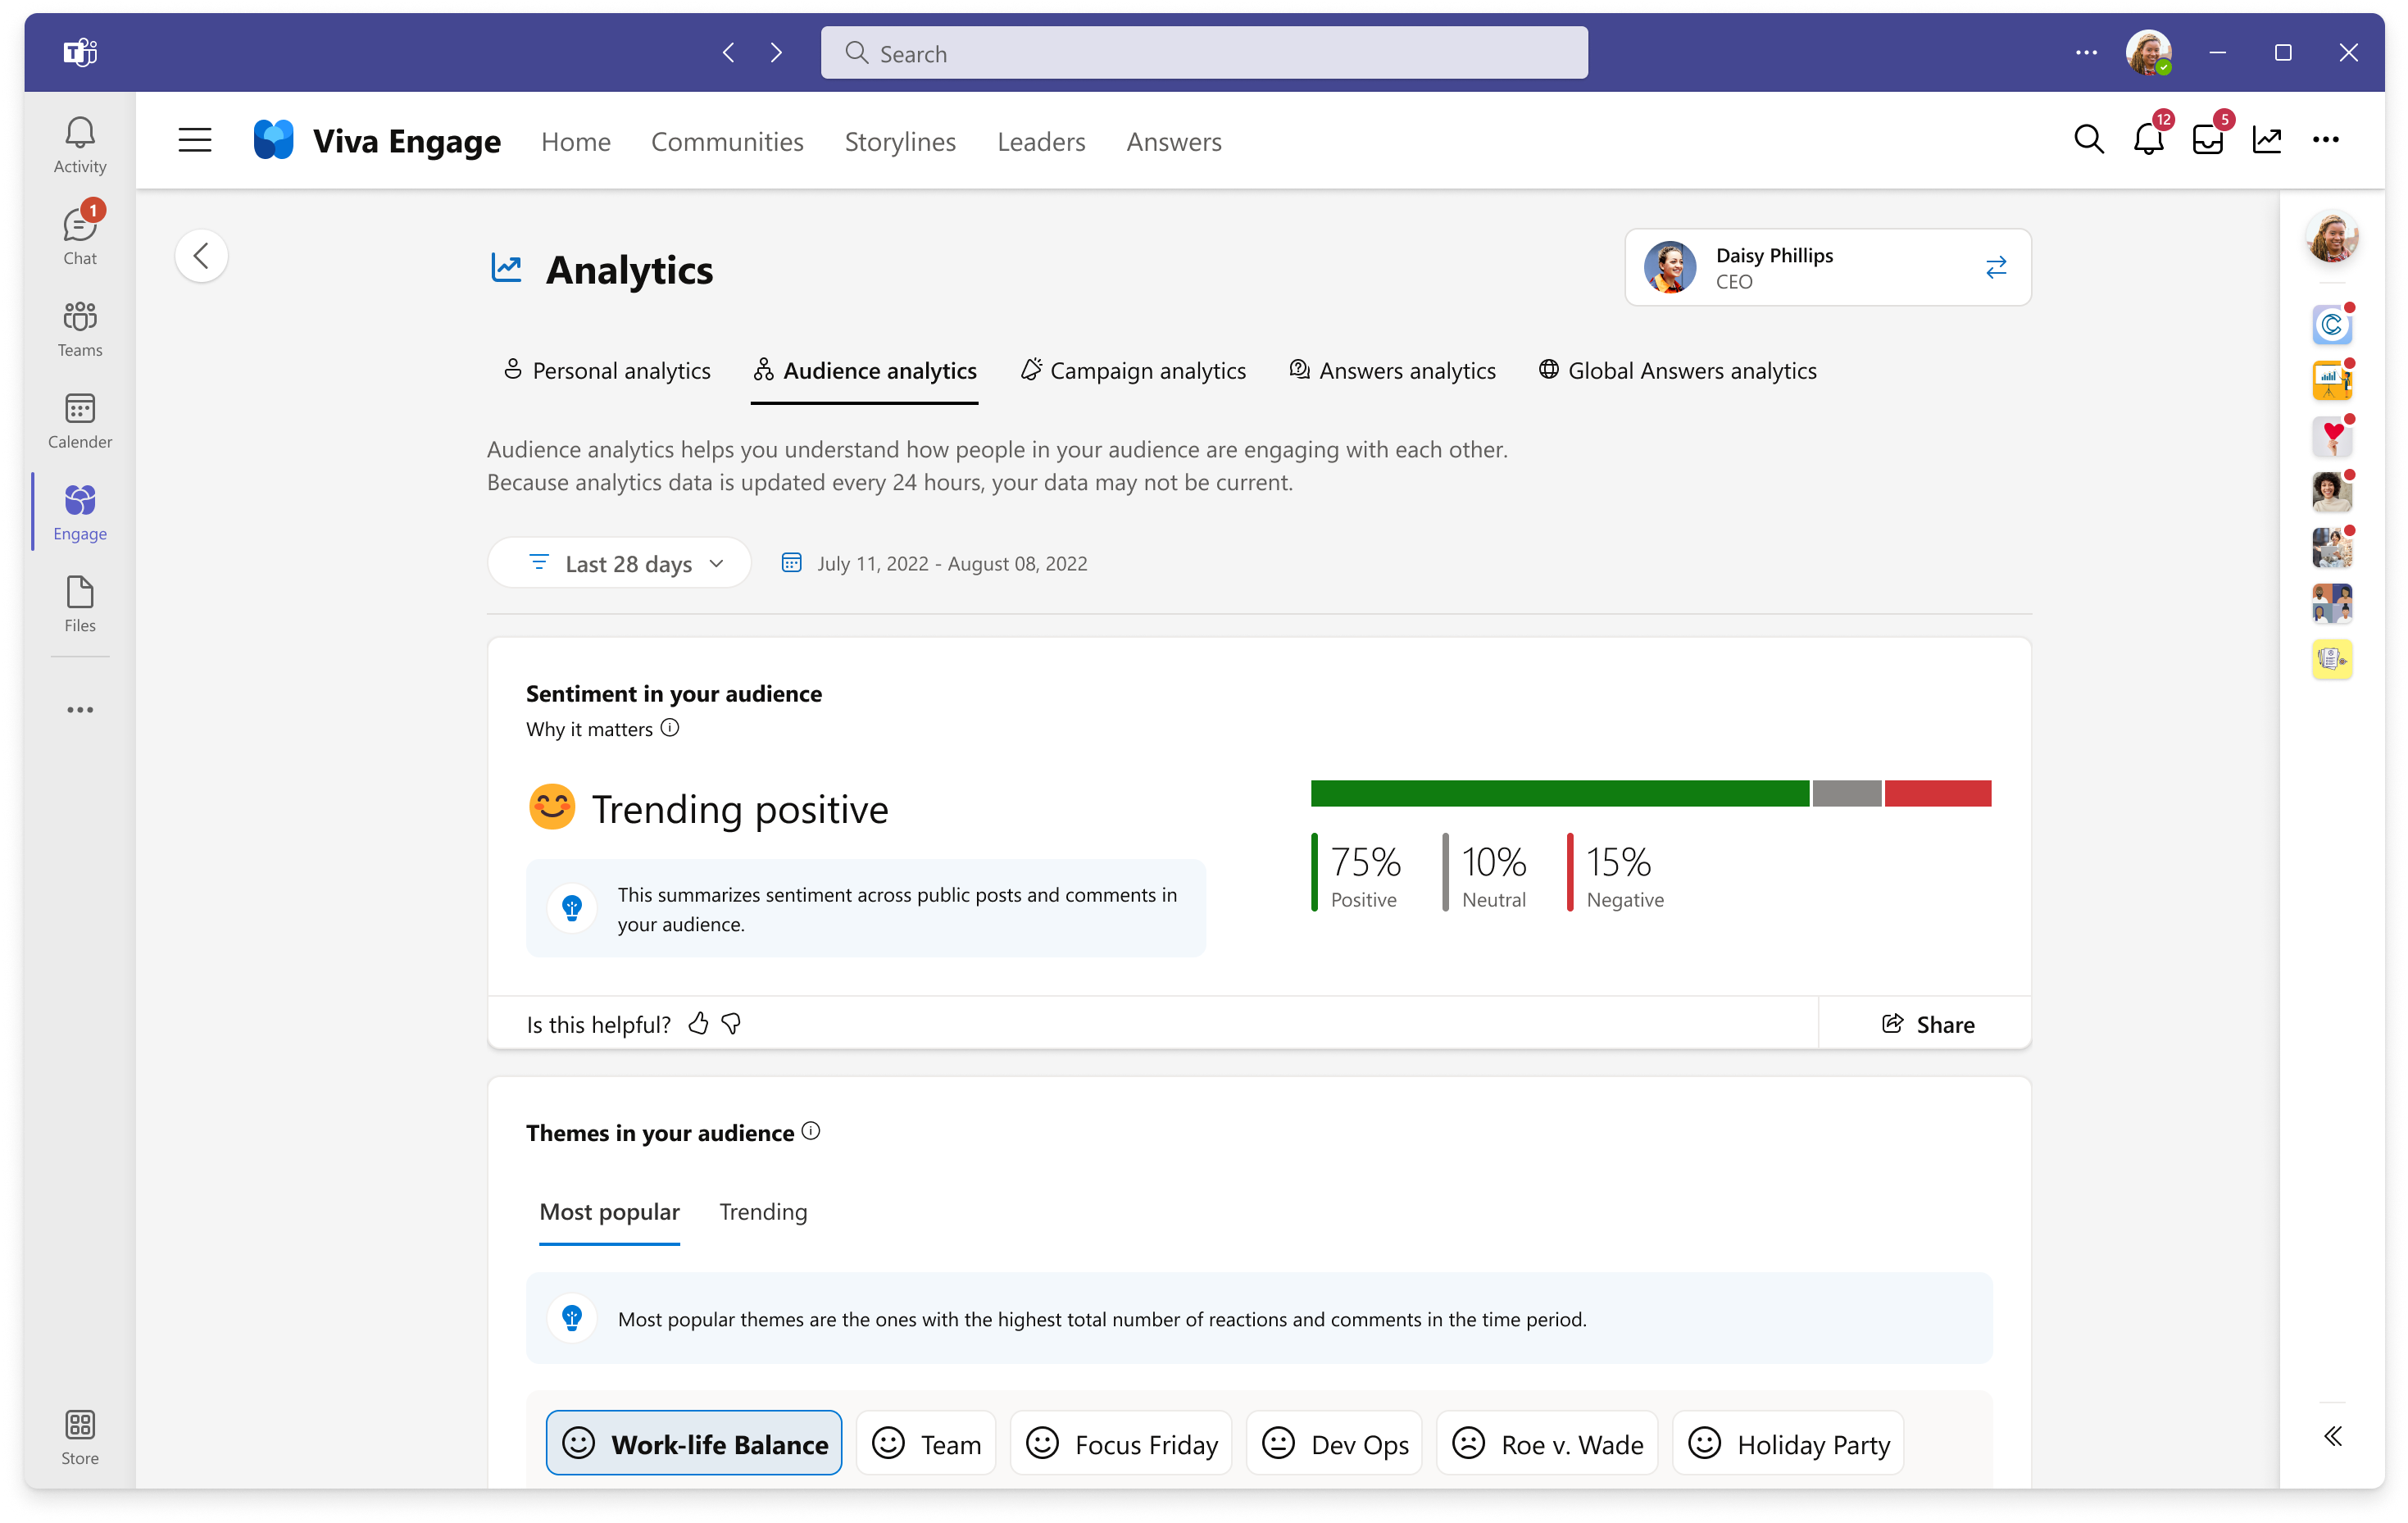 Search
Activity
1
Chat
Teams
Calender
Engage
Files
Store
Viva Engage
Home
Communities
Storylines
Leaders
Answers
12
5
Analytics
Daisy Phillips
CEO
Personal analytics
Audience analytics
Campaign analytics
Answers analytics
Global Answers analytics
Audience analytics helps you understand how people in your audience are engaging with each other.
Because analytics data is updated every 24 hours, your data may not be current.
Last 28 days
July 11, 2022 - August 08, 2022
Sentiment in your audience
Why it matters
Trending positive
This summarizes sentiment across public posts and comments in
your audience.
75%
Positive
10%
Neutral
15%
Negative
Is this helpful?
Share
Themes in your audience
Most popular
Trending
Most popular themes are the ones with the highest total number of reactions and comments in the time period.
Work-life Balance
Team
Focus Friday
Dev Ops
Roe v. Wade
Holiday Party